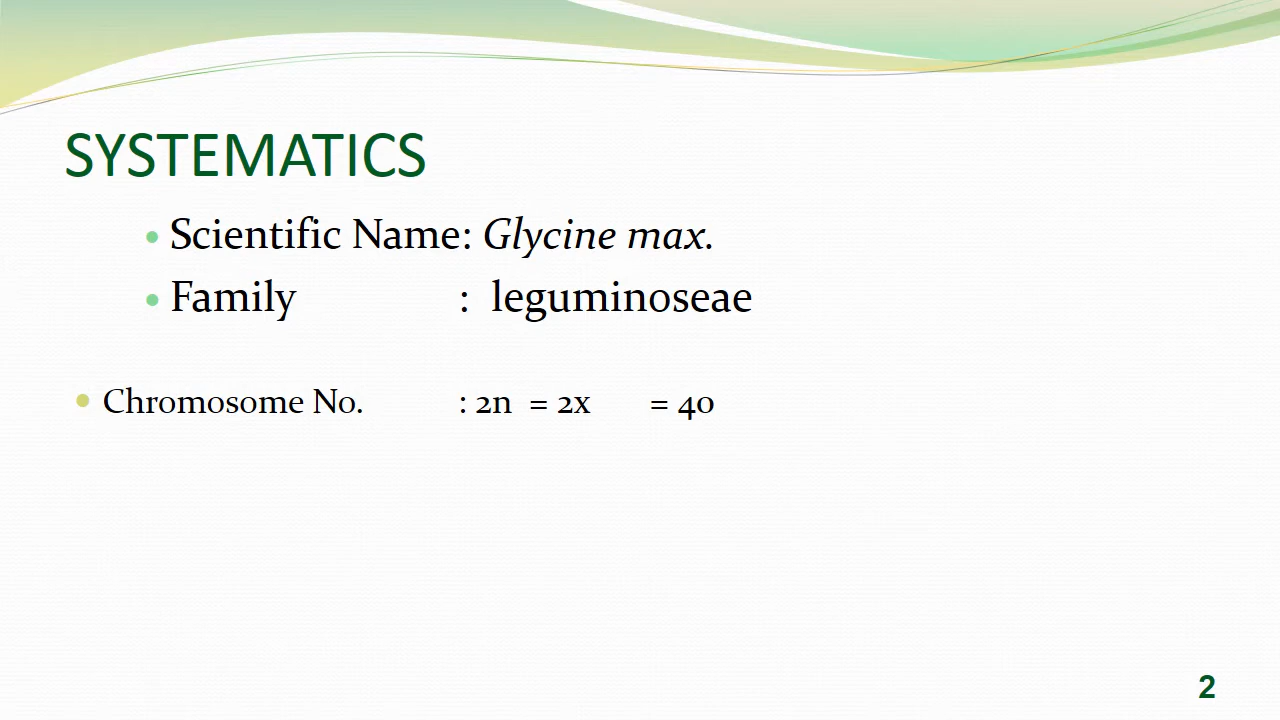 SYSTEMATICS
• Scientific Name: Glycine max.
• Family : leguminoseae
• Chromosome No. : 2n = 2x = 40
2